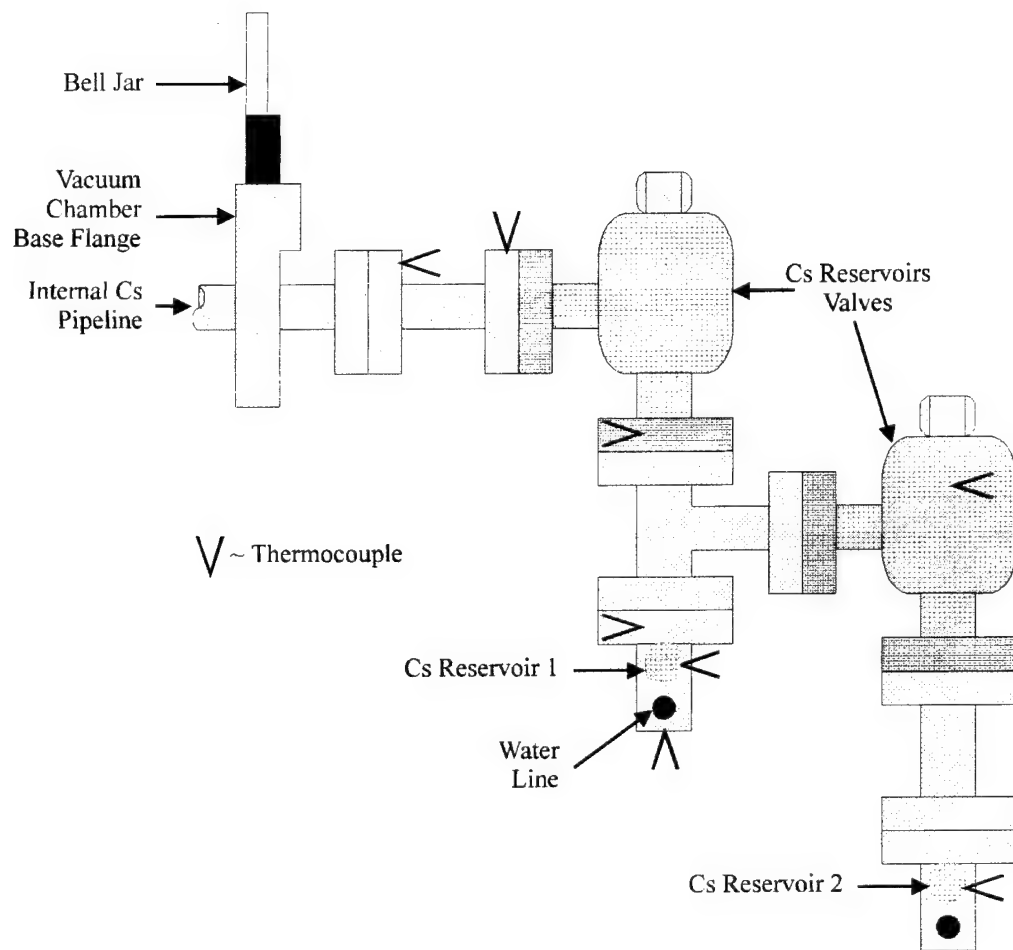 Bell Jar
Vacuum
Chamber
Base Flange
Internal Cs
Pipeline
Cs Reservoirs
Valves
~ Thermocouple
Cs Reservoir 1
Water
Line
Cs Reservoir 2